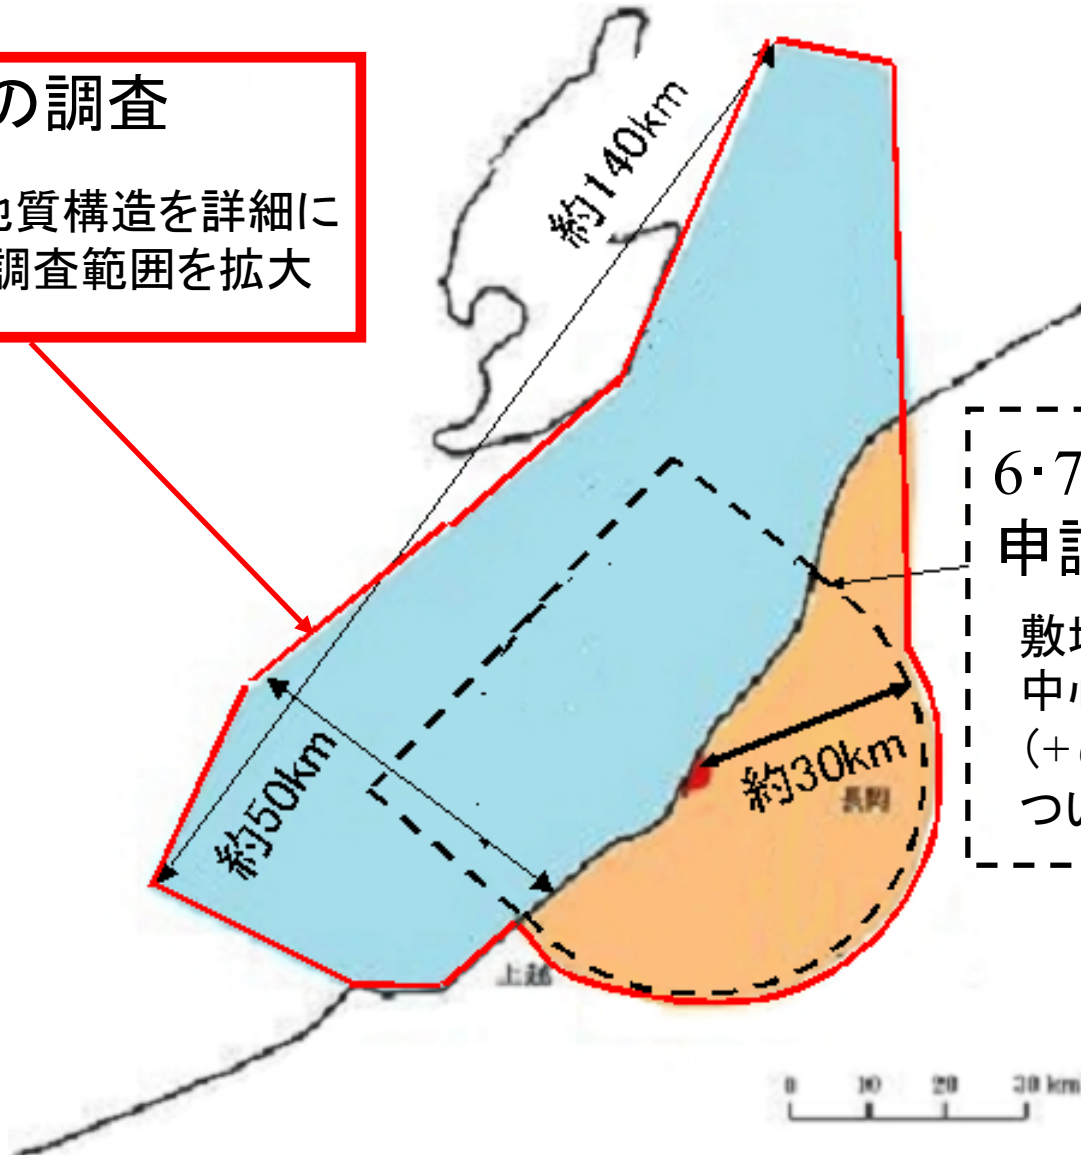 の調査
地質構造を詳細に
調査範囲を拡大
約140km
6・7
申請
敷地
中心
(+
つい
約50km
約30km
長岡
上越
0 10 20 30 km